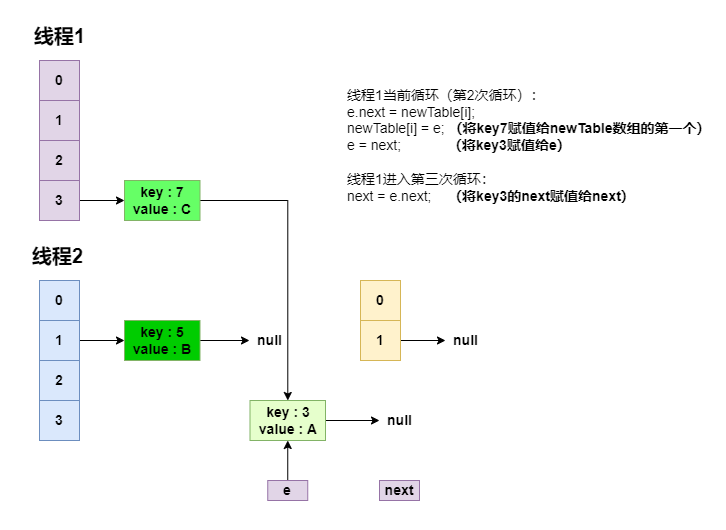 线程1
0
1
2
3
key : 7
value : C
线程1当前循环（第2次循环）：
e.next = newTable[i];
newTable[i] = e; （将key7赋值给newTable数组的第一个）
e = next; （将key3赋值给e）
线程1进入第三次循环：
next = e.next; （将key3的next赋值给next）
线程2
0
1
2
3
key : 5
value : B
null
0
1
null
key : 3
value : A
null
e
next